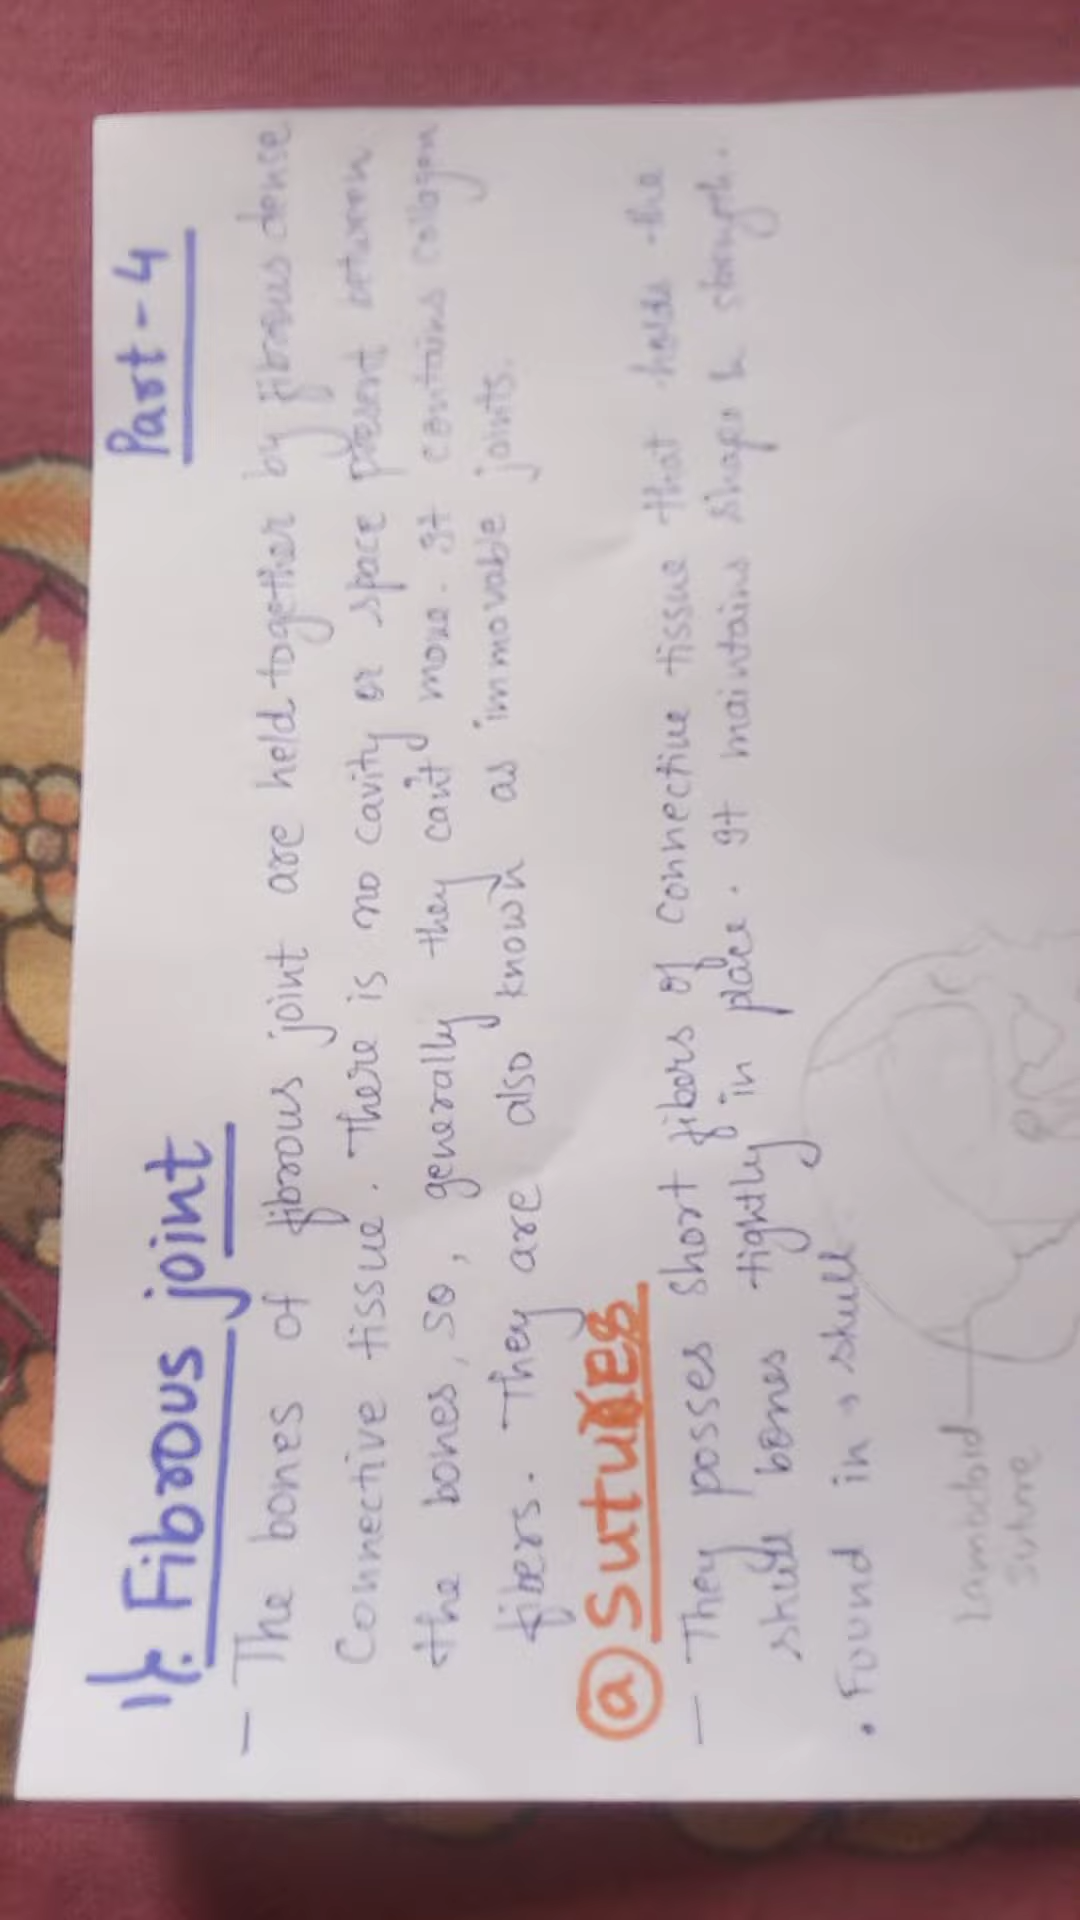 Part-4
1}. Fibrous joint
— The bones of fibrous joint are held together by fibrous dense
Connective tissue. There is no cavity or space present between
the bones, so, generally they can't move. It contains collagen
fibers. They are also known as immovable joints.
(a) Sutures
— They posses short fibers of connective tissue that holds the
skull bones tightly in place. It maintains shape & strength.
• Found in → skull
Lambdoid
suture